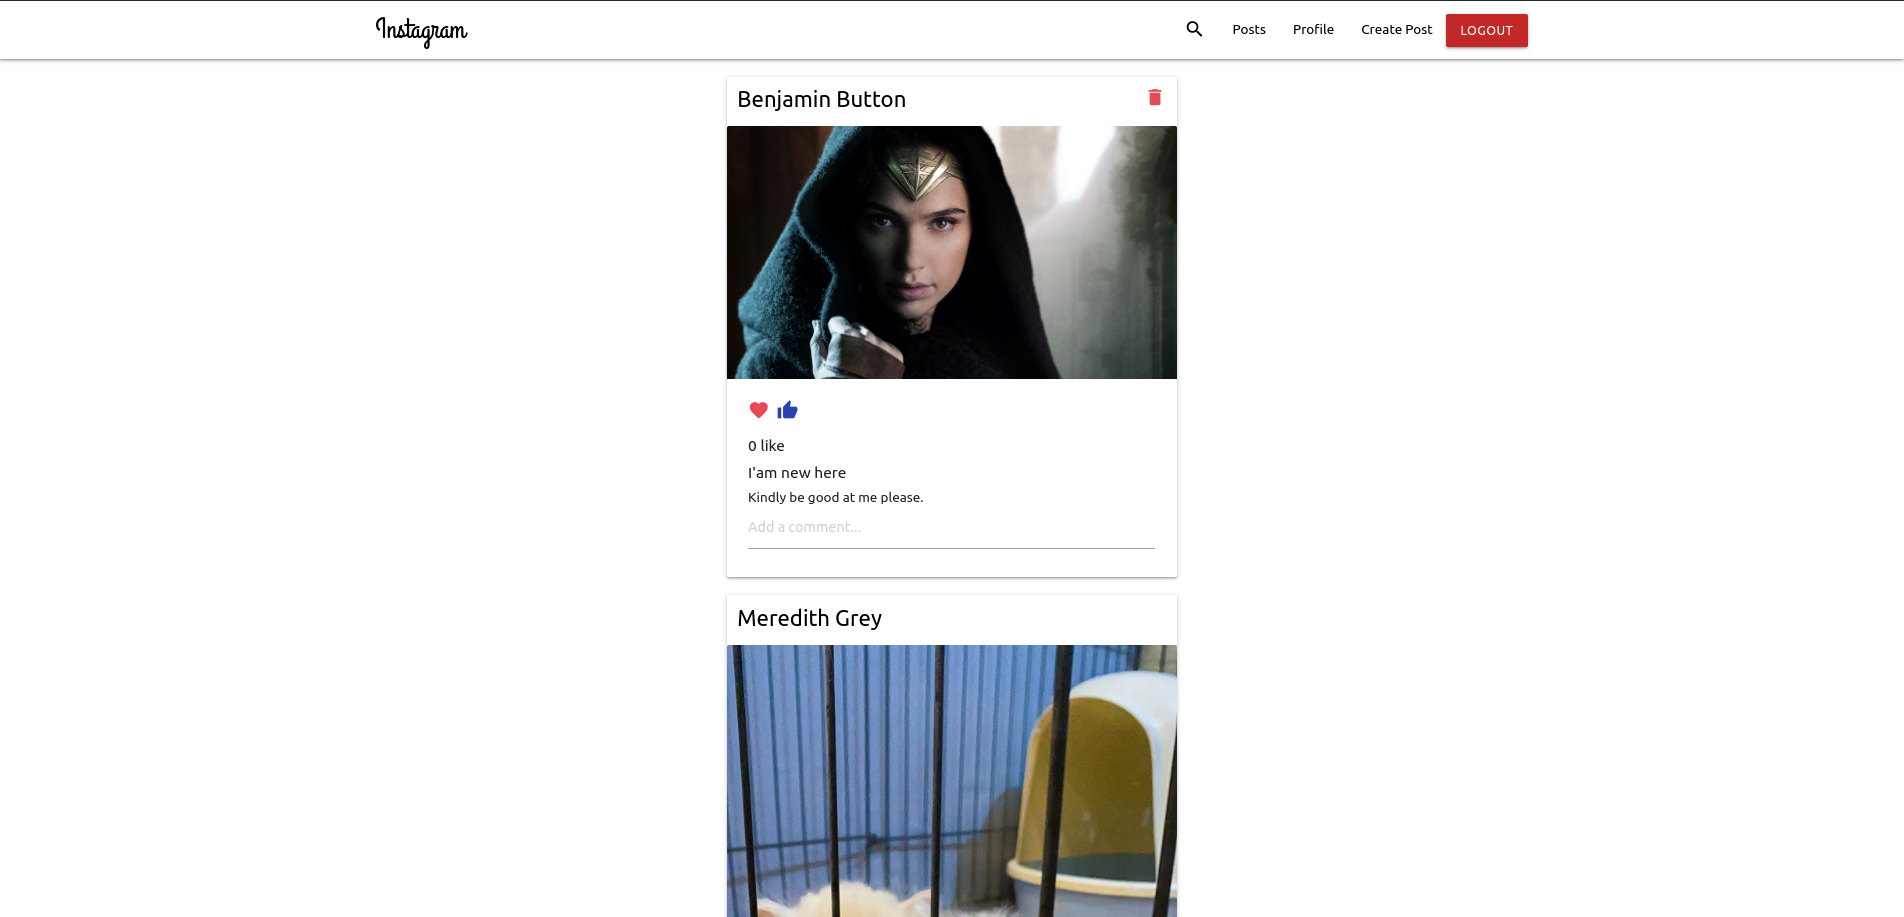 Instagram
Posts Profile Create Post LOGOUT
Benjamin Button
0 like
I'am new here
Kindly be good at me please.
Add a comment...
Meredith Grey